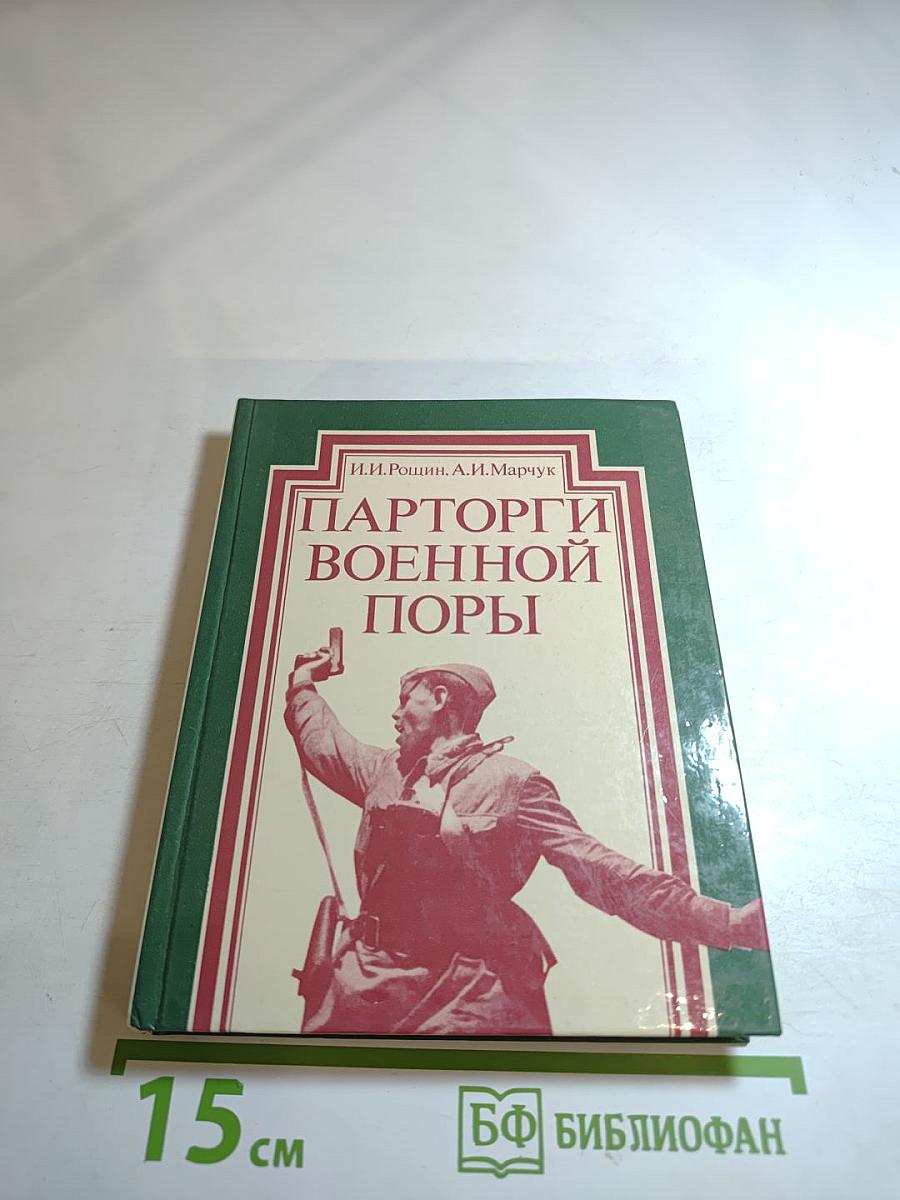 И.И.Рощин, А.И.Марчук
ПАРТОРГИ
ВОЕННОЙ
ПОРЫ
15 см
БФ БИБЛИОФАН